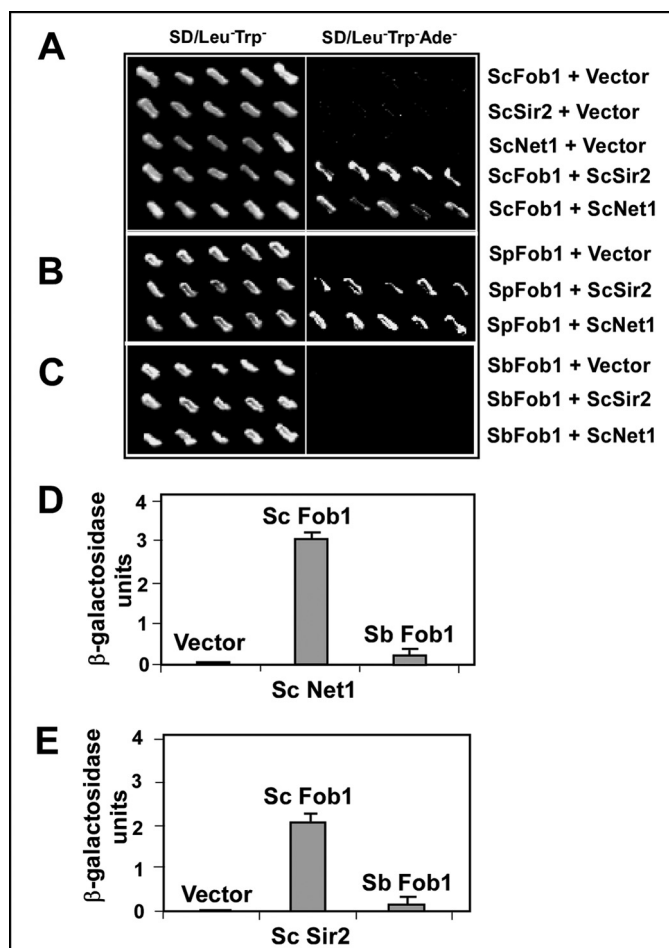 A
SD/Leu⁻Trp⁻
SD/Leu⁻Trp⁻Ade⁻
ScFob1 + Vector
ScSir2 + Vector
ScNet1 + Vector
ScFob1 + ScSir2
ScFob1 + ScNet1
B
SpFob1 + Vector
SpFob1 + ScSir2
SpFob1 + ScNet1
C
SbFob1 + Vector
SbFob1 + ScSir2
SbFob1 + ScNet1
D
β-galactosidase
units
4
3
2
1
0
Vector
Sc Fob1
Sb Fob1
Sc Net1
E
β-galactosidase
units
4
3
2
1
0
Vector
Sc Fob1
Sb Fob1
Sc Sir2